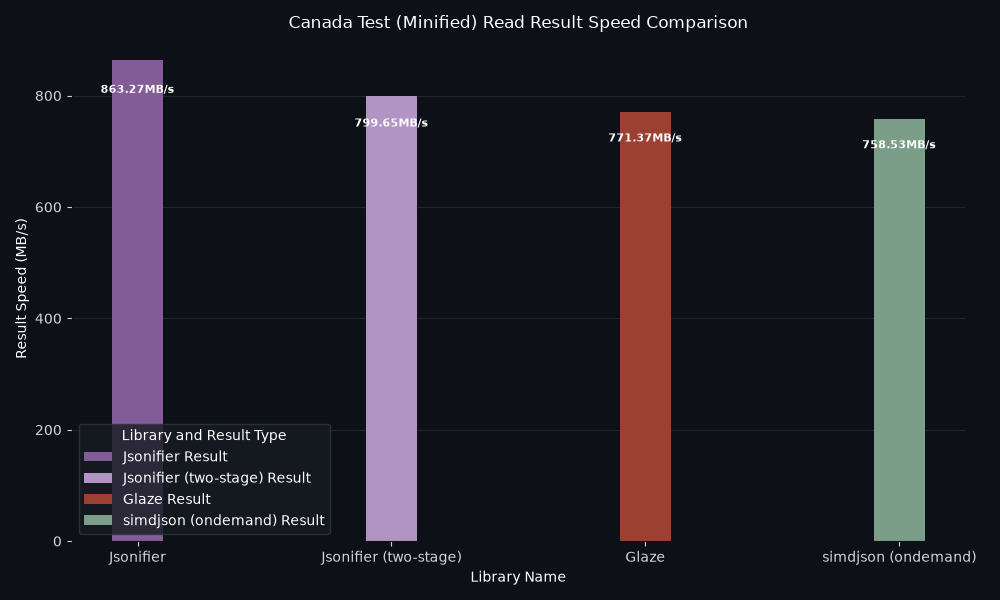 Canada Test (Minified) Read Result Speed Comparison
Result Speed (MB/s)
800
600
400
200
0
863.27MB/s
799.65MB/s
771.37MB/s
758.53MB/s
Library and Result Type
Jsonifier Result
Jsonifier (two-stage) Result
Glaze Result
simdjson (ondemand) Result
Jsonifier
Jsonifier (two-stage)
Glaze
simdjson (ondemand)
Library Name